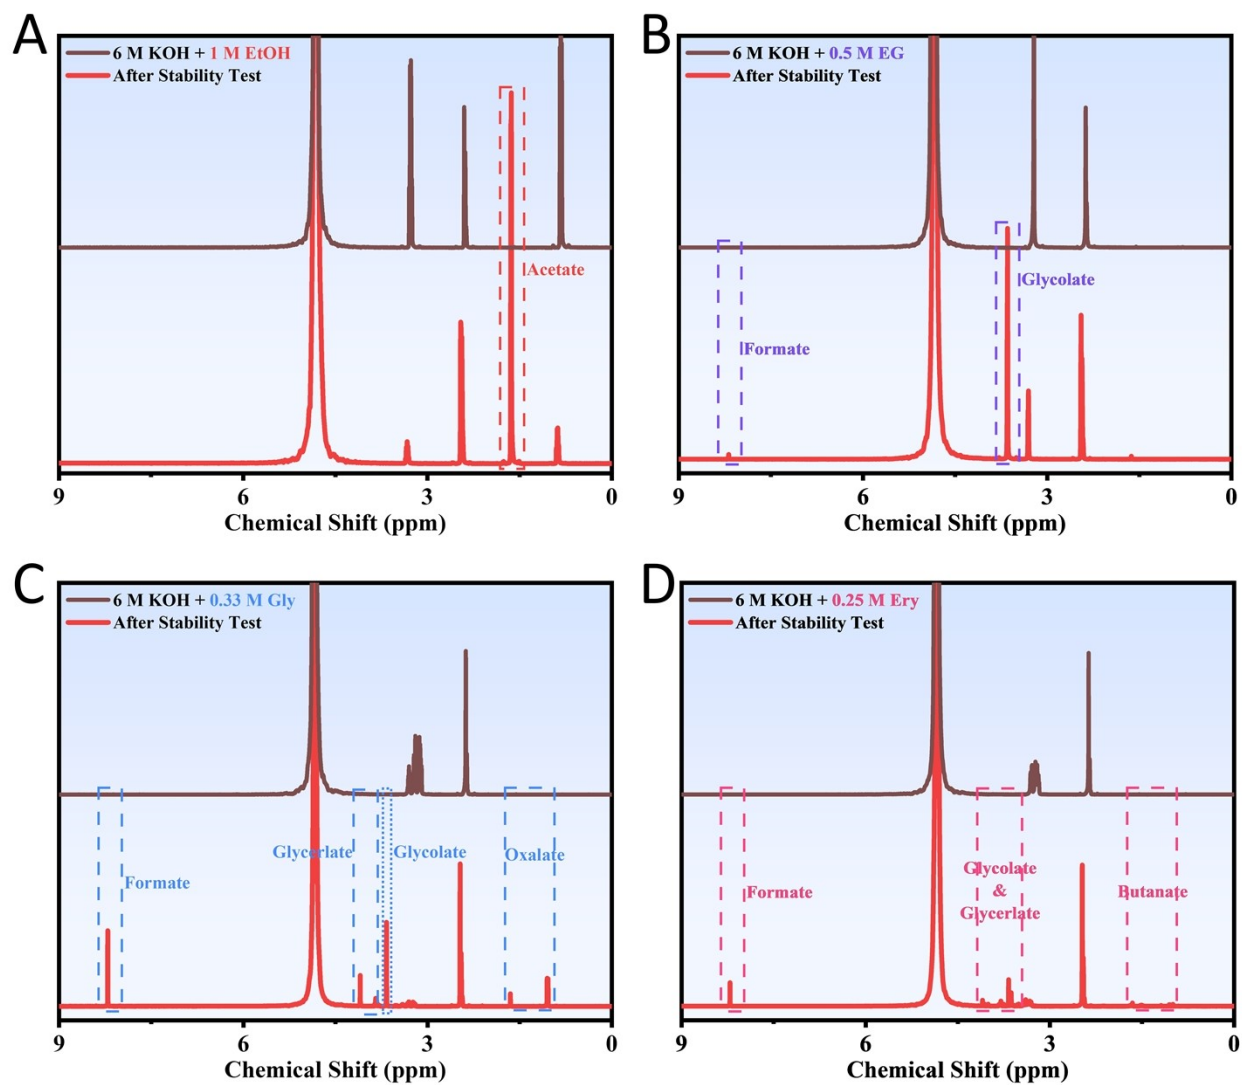 A
6 M KOH + 1 M EtOH
After Stability Test
Acetate
9
6
3
0
Chemical Shift (ppm)
B
6 M KOH + 0.5 M EG
After Stability Test
Glycolate
Formate
9
6
3
0
Chemical Shift (ppm)
C
6 M KOH + 0.33 M Gly
After Stability Test
Glycerlate
Glycolate
Oxalate
Formate
9
6
3
0
Chemical Shift (ppm)
D
6 M KOH + 0.25 M Ery
After Stability Test
Glycolate
&
Glycerlate
Formate
Butanate
9
6
3
0
Chemical Shift (ppm)